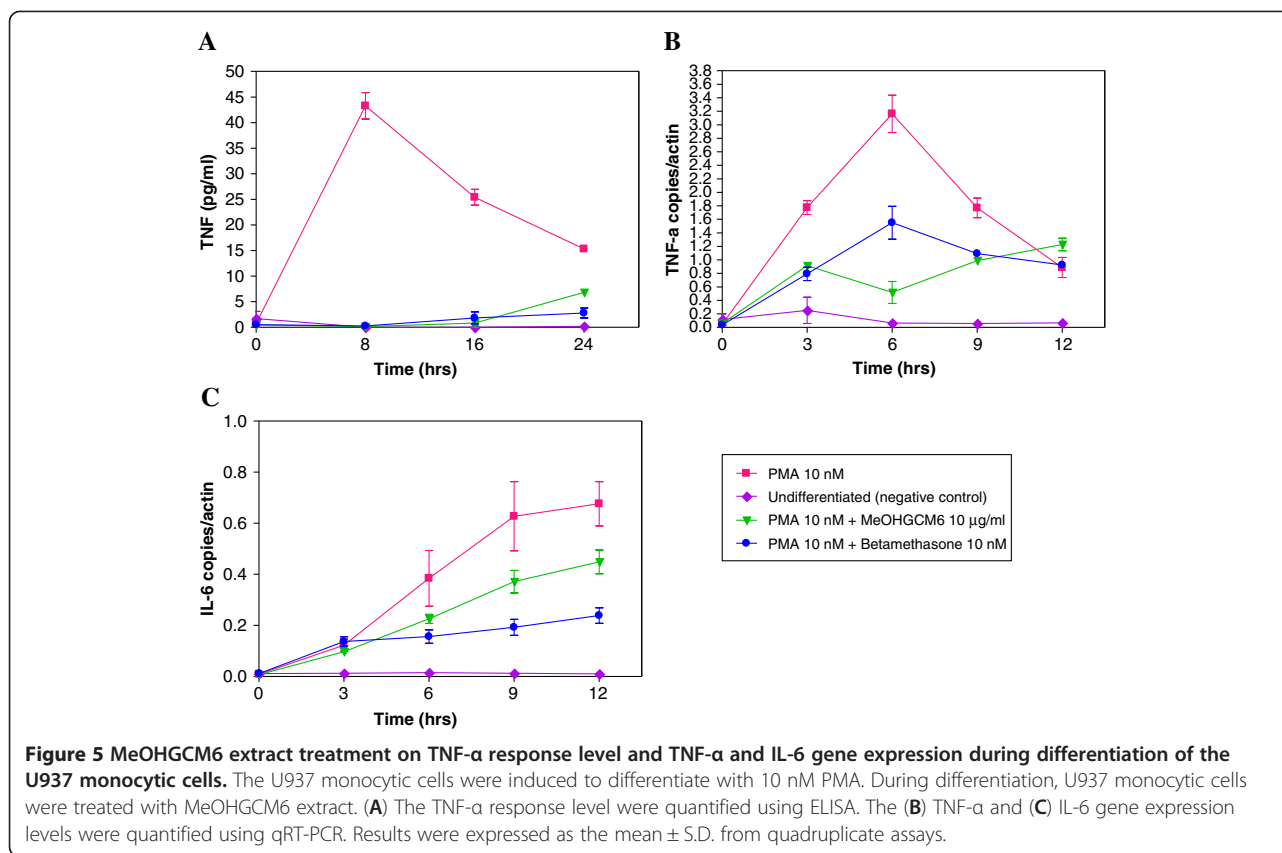 A
TNF (pg/ml)
50
45
40
35
30
25
20
15
10
5
0
0 8 16 24
Time (hrs)
B
TNF-a copies/actin
3.8
3.6
3.4
3.2
3.0
2.8
2.6
2.4
2.2
2.0
1.8
1.6
1.4
1.2
1.0
0.8
0.6
0.4
0.2
0.0
0 3 6 9 12
Time (hrs)
C
IL-6 copies/actin
1.0
0.8
0.6
0.4
0.2
0.0
0 3 6 9 12
Time (hrs)
PMA 10 nM
Undifferentiated (negative control)
PMA 10 nM + MeOHGCM6 10 µg/ml
PMA 10 nM + Betamethasone 10 nM
Figure 5 MeOHGCM6 extract treatment on TNF-α response level and TNF-α and IL-6 gene expression during differentiation of the
U937 monocytic cells. The U937 monocytic cells were induced to differentiate with 10 nM PMA. During differentiation, U937 monocytic cells
were treated with MeOHGCM6 extract. (A) The TNF-α response level were quantified using ELISA. The (B) TNF-α and (C) IL-6 gene expression
levels were quantified using qRT-PCR. Results were expressed as the mean ± S.D. from quadruplicate assays.